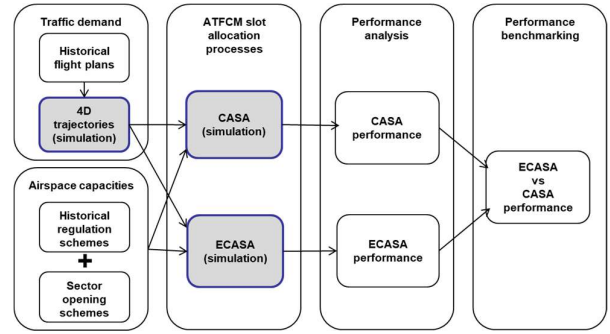 Traffic demand
Historical
flight plans
4D
trajectories
(simulation)
Airspace capacities
Historical
regulation
schemes
+
Sector
opening
schemes
ATFCM slot
allocation
processes
CASA
(simulation)
ECASA
(simulation)
Performance
analysis
CASA
performance
ECASA
performance
Performance
benchmarking
ECASA
vs
CASA
performance